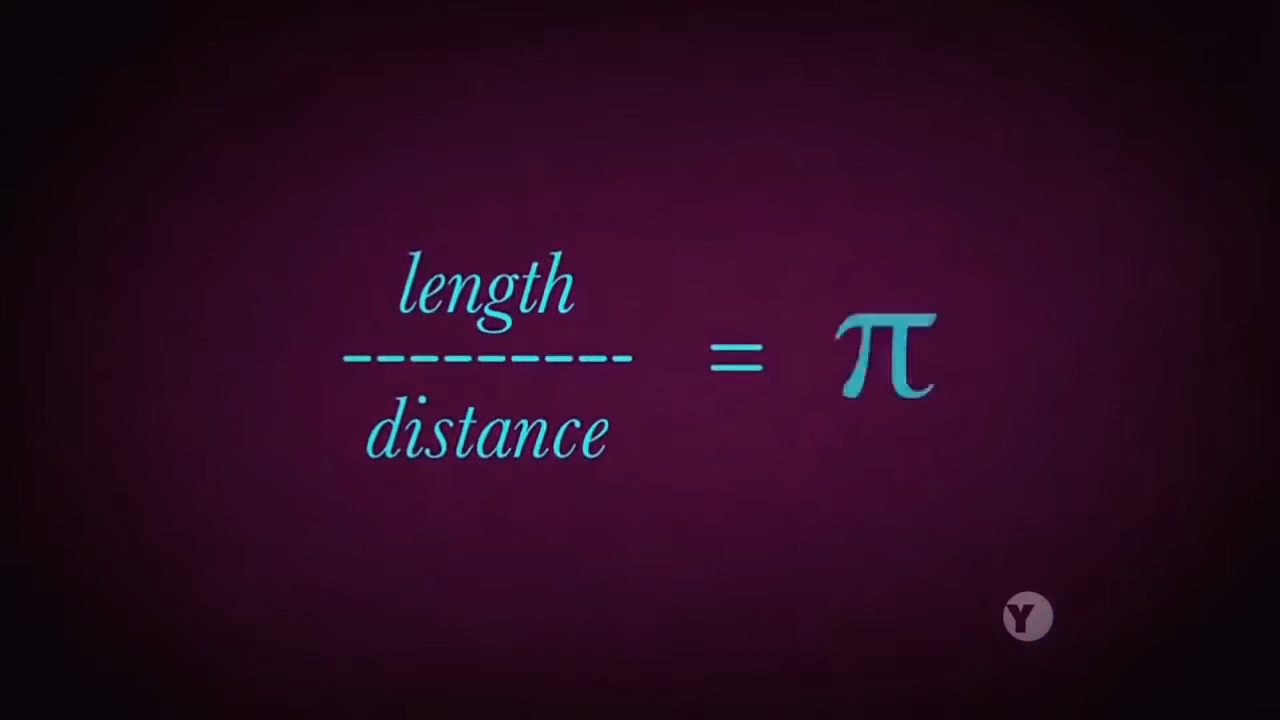 length
---------
distance
= π
Y